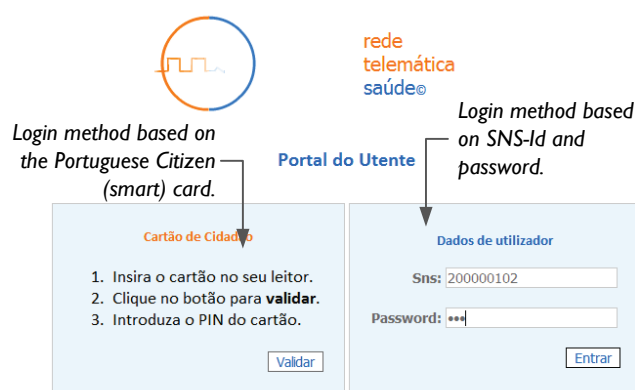 rede
telemática
saúde©
Login method based on
the Portuguese Citizen
(smart) card.
Portal do Utente
Login method based
on SNS-Id and
password.
Cartão de Cidadão
1. Insira o cartão no seu leitor.
2. Clique no botão para validar.
3. Introduza o PIN do cartão.
Validar
Dados de utilizador
Sns: 200000102
Password: •••
Entrar